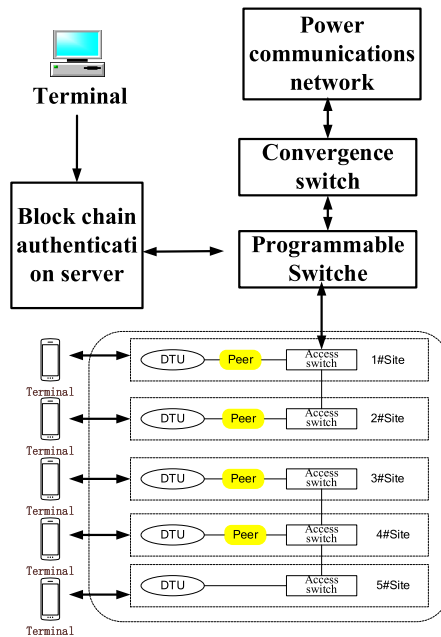 Terminal
Power
communications
network
Convergence
switch
Block chain
authenticati
on server
Programmable
Switche
DTU
Peer
Access
switch
1#Site
Terminal
DTU
Peer
Access
switch
2#Site
Terminal
DTU
Peer
Access
switch
3#Site
Terminal
DTU
Peer
Access
switch
4#Site
Terminal
DTU
Access
switch
5#Site
Terminal